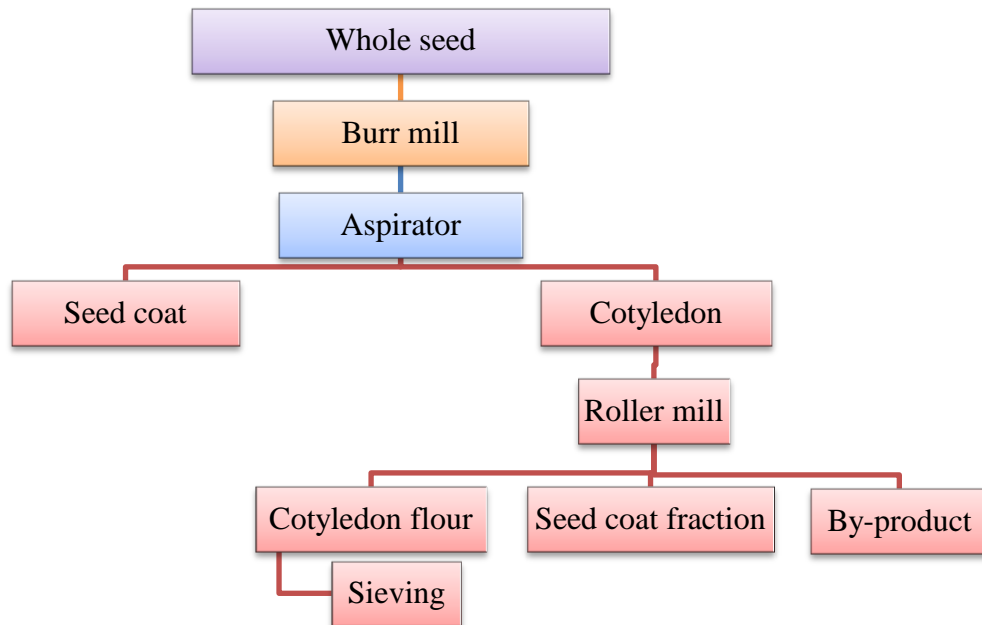 Whole seed
Burr mill
Aspirator
Seed coat
Cotyledon
Roller mill
Cotyledon flour
Seed coat fraction
By-product
Sieving